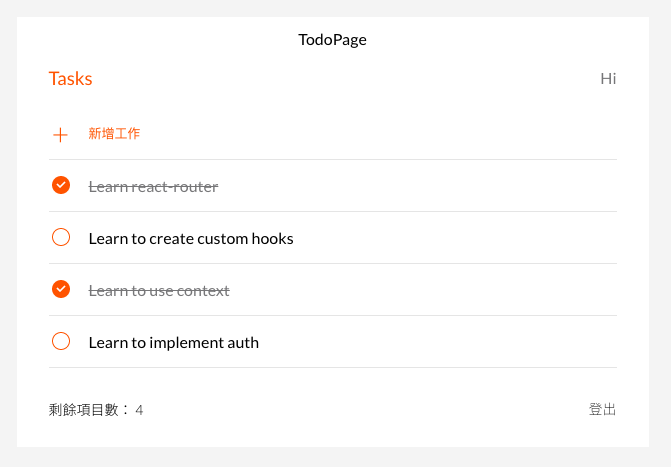 TodoPage
Tasks
Hi
新增工作
Learn react-router
Learn to create custom hooks
Learn to use context
Learn to implement auth
剩餘項目數： 4
登出